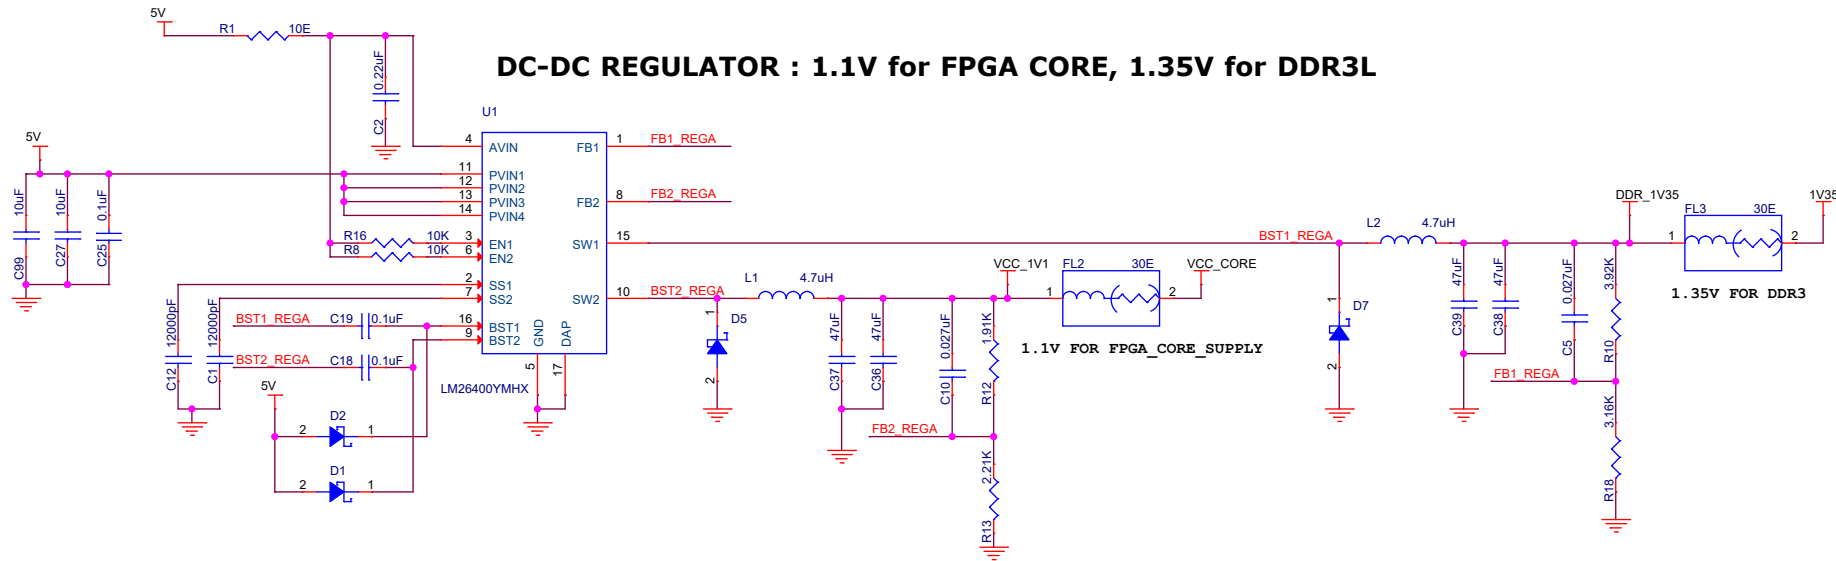 5V
R1
10E
DC-DC REGULATOR : 1.1V for FPGA CORE, 1.35V for DDR3L
0.22uF
C2
U1
5V
4
AVIN
FB1
1
FB1_REGA
11
PVIN1
12
PVIN2
13
PVIN3
14
PVIN4
FB2
8
FB2_REGA
10uF
C99
10uF
C27
0.1uF
C25
R16
10K
3
EN1
R8
10K
6
EN2
SW1
15
BST1_REGA
2
SS1
7
SS2
SW2
10
BST2_REGA
12000pF
C12
12000pF
C1
BST1_REGA
C19
0.1uF
16
BST1
BST2_REGA
C18
0.1uF
9
BST2
GND
DAP
5
17
LM26400YMHX
5V
D2
2
1
D1
2
1
L1
4.7uH
1
D5
2
47uF
C37
47uF
C36
0.027uF
C10
1.91K
R12
VCC_1V1
1
FL2
30E
2
VCC_CORE
1.1V FOR FPGA_CORE_SUPPLY
FB2_REGA
2.21K
R13
L2
4.7uH
1
D7
2
47uF
C39
47uF
C38
0.027uF
C5
3.92K
R10
DDR_1V35
1
FL3
30E
2
1V35
1.35V FOR DDR3
FB1_REGA
3.16K
R18